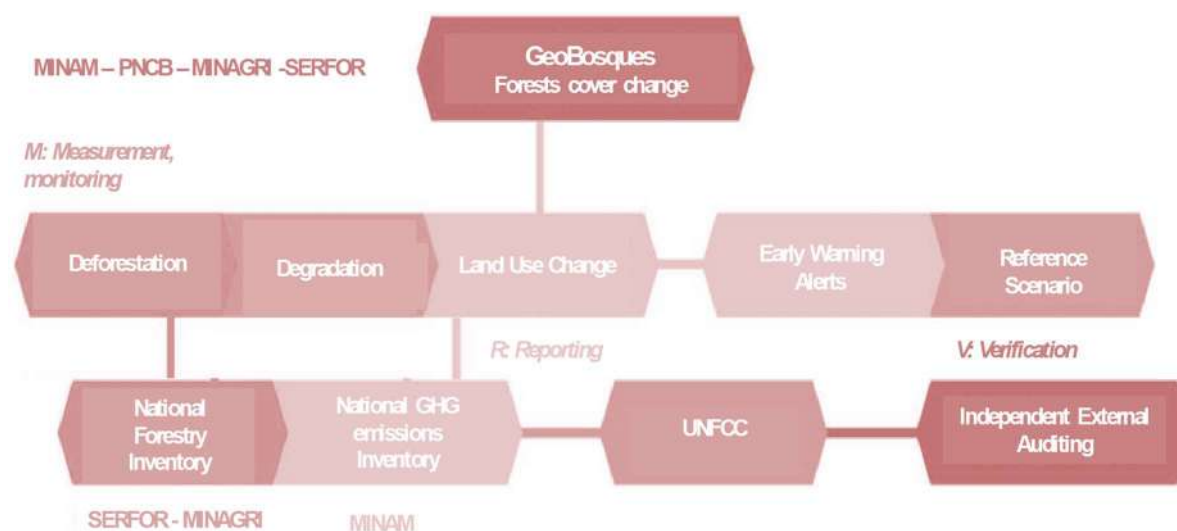 MINAM – PNCB – MINAGRI -SERFOR
GeoBosques
Forests cover change
M: Measurement,
monitoring
Deforestation
Degradation
Land Use Change
Early Warning
Alerts
Reference
Scenario
R: Reporting
V: Verification
National
Forestry
Inventory
National GHG
emissions
Inventory
UNFCC
Independent External
Auditing
SERFOR - MINAGRI
MINAM